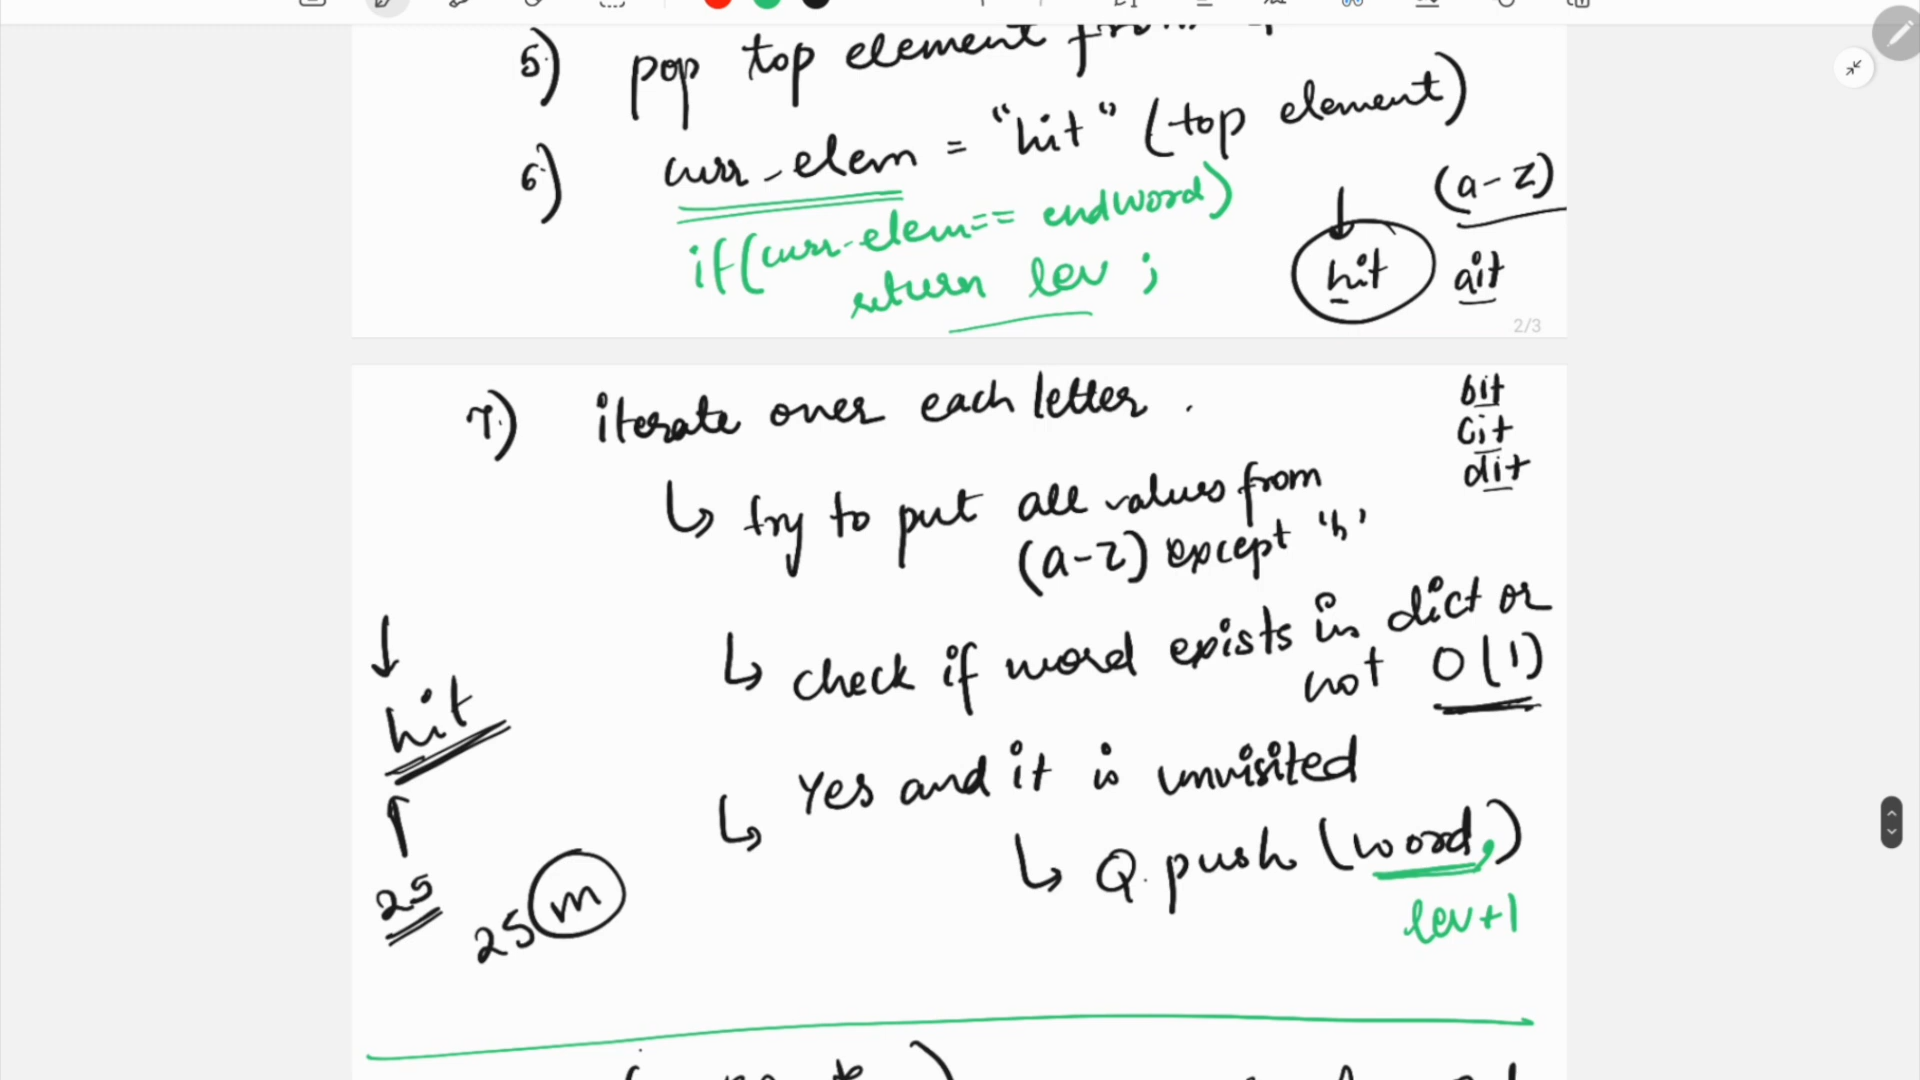 5.) pop top element from
6.) curr_elem = "hit" (top element)
if(curr-elem== endword)
return lev ;
(a-z)
hit ait
2/3
7.) iterate over each letter.
bit
cit
dit
↳ try to put all values from
(a-z) except 'h'
↳ check if word exists in dict or
not O(1)
hit
↳ Yes and it is unvisited
↳ Q.push (word,)
lev+1
25
25 m